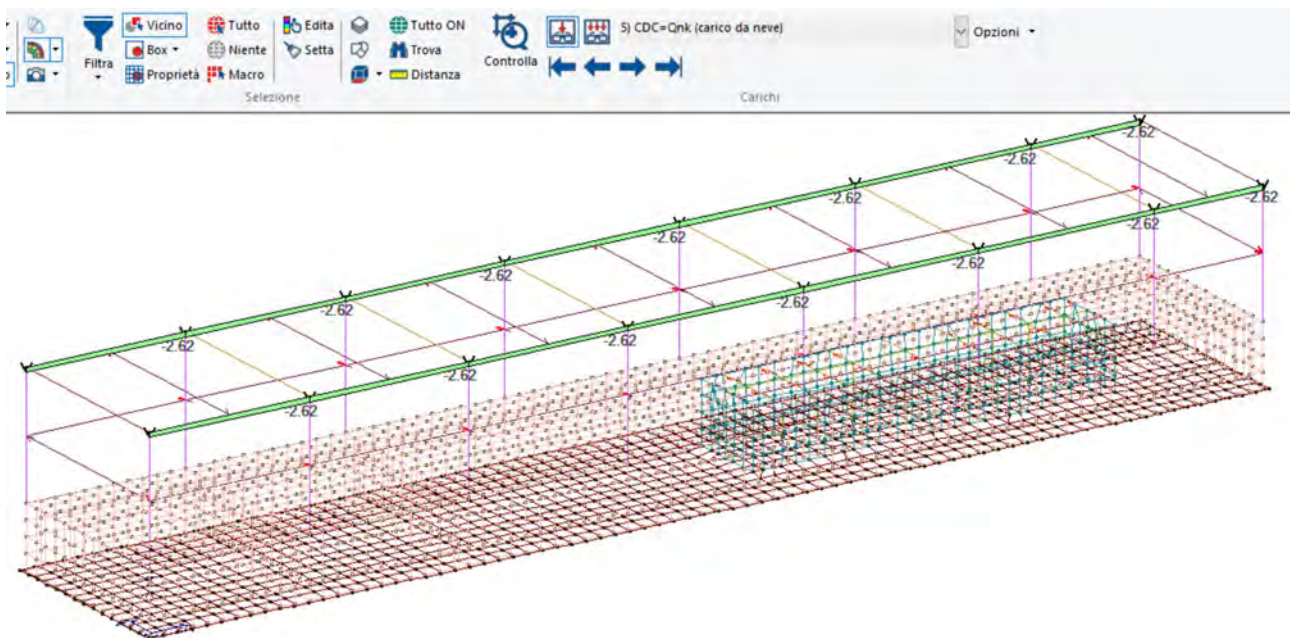 Vicino
Tutto
Edita
Tutto ON
5) CDC=Qnk (carico da neve)
Opzioni
Filtra
Box
Niente
Setta
Trova
Controlla
Proprietà
Macro
Distanza
Selezione
Carichi
-2.62
-2.62
-2.62
-2.62
-2.62
-2.62
-2.62
-2.62
-2.62
-2.62
-2.62
-2.62
-2.62
-2.62